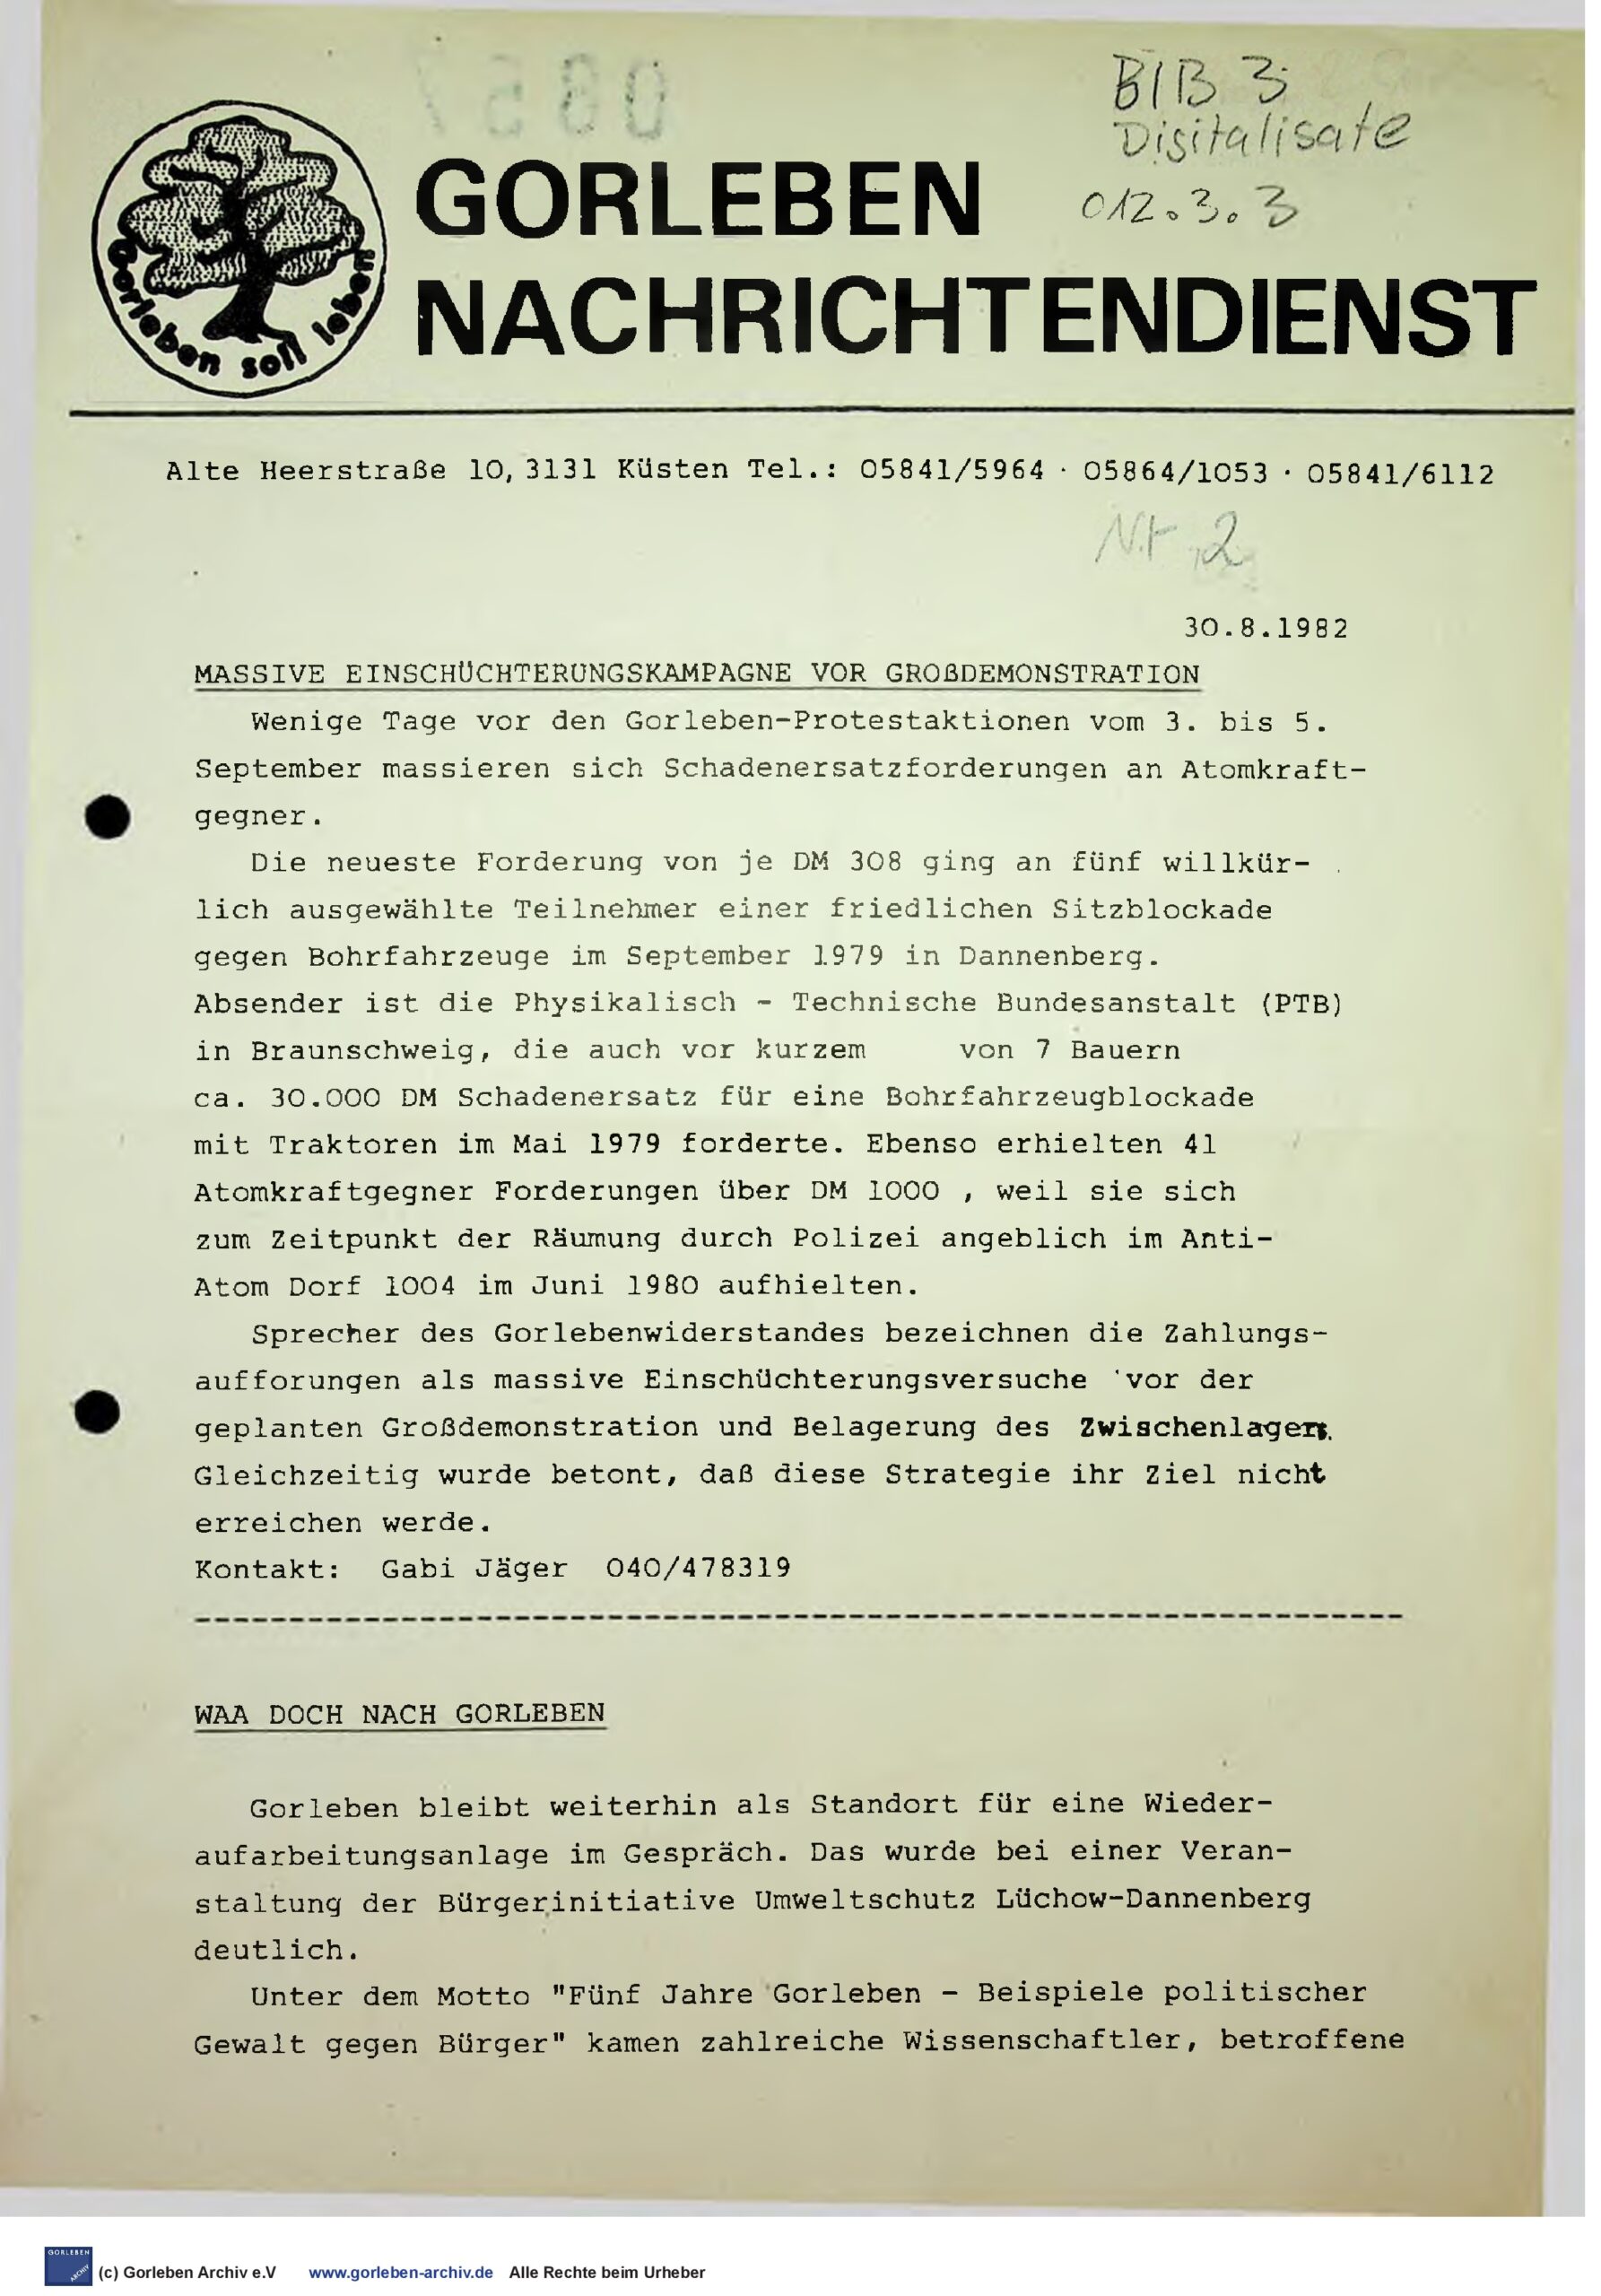 0857
BIB 3
Digitalisate
012.3.3
Gorleben soll leben
GORLEBEN
NACHRICHTENDIENST
Alte Heerstraße 10, 3131 Küsten Tel.: 05841/5964 · 05864/1053 · 05841/6112
Nr 2
30.8.1982
MASSIVE EINSCHÜCHTERUNGSKAMPAGNE VOR GROßDEMONSTRATION
Wenige Tage vor den Gorleben-Protestaktionen vom 3. bis 5.
September massieren sich Schadenersatzforderungen an Atomkraft-
gegner.
Die neueste Forderung von je DM 308 ging an fünf willkür-
lich ausgewählte Teilnehmer einer friedlichen Sitzblockade
gegen Bohrfahrzeuge im September 1979 in Dannenberg.
Absender ist die Physikalisch - Technische Bundesanstalt (PTB)
in Braunschweig, die auch vor kurzem von 7 Bauern
ca. 30.000 DM Schadenersatz für eine Bohrfahrzeugblockade
mit Traktoren im Mai 1979 forderte. Ebenso erhielten 41
Atomkraftgegner Forderungen über DM 1000 , weil sie sich
zum Zeitpunkt der Räumung durch Polizei angeblich im Anti-
Atom Dorf 1004 im Juni 1980 aufhielten.
Sprecher des Gorlebenwiderstandes bezeichnen die Zahlungs-
aufforungen als massive Einschüchterungsversuche vor der
geplanten Großdemonstration und Belagerung des Zwischenlagers.
Gleichzeitig wurde betont, daß diese Strategie ihr Ziel nicht
erreichen werde.
Kontakt: Gabi Jäger 040/478319
WAA DOCH NACH GORLEBEN
Gorleben bleibt weiterhin als Standort für eine Wieder-
aufarbeitungsanlage im Gespräch. Das wurde bei einer Veran-
staltung der Bürgerinitiative Umweltschutz Lüchow-Dannenberg
deutlich.
Unter dem Motto "Fünf Jahre Gorleben - Beispiele politischer
Gewalt gegen Bürger" kamen zahlreiche Wissenschaftler, betroffene
GORLEBEN
ARCHIV
(c) Gorleben Archiv e.V www.gorleben-archiv.de Alle Rechte beim Urheber